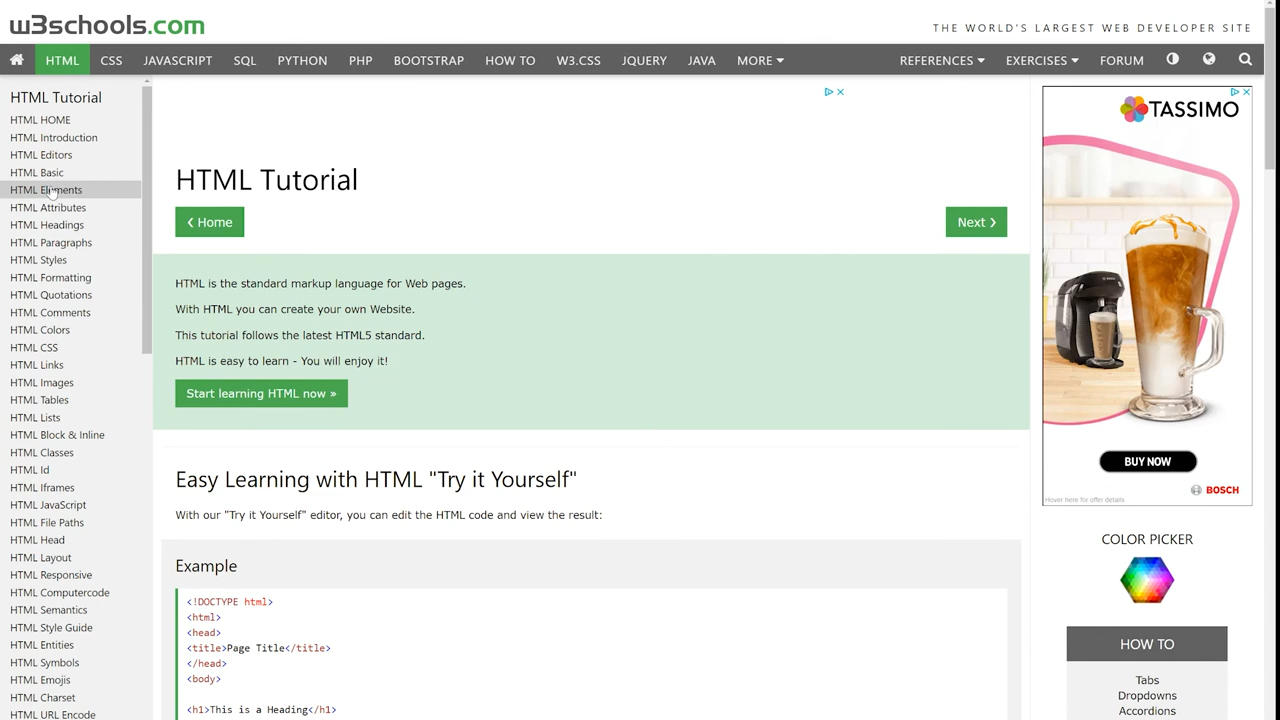 w3schools.com
THE WORLD'S LARGEST WEB DEVELOPER SITE
HTML CSS JAVASCRIPT SQL PYTHON PHP BOOTSTRAP HOW TO W3.CSS JQUERY JAVA MORE REFERENCES EXERCISES FORUM
HTML Tutorial
HTML HOME
HTML Introduction
HTML Editors
HTML Basic
HTML Elements
HTML Attributes
HTML Headings
HTML Paragraphs
HTML Styles
HTML Formatting
HTML Quotations
HTML Comments
HTML Colors
HTML CSS
HTML Links
HTML Images
HTML Tables
HTML Lists
HTML Block & Inline
HTML Classes
HTML Id
HTML Iframes
HTML JavaScript
HTML File Paths
HTML Head
HTML Layout
HTML Responsive
HTML Computercode
HTML Semantics
HTML Style Guide
HTML Entities
HTML Symbols
HTML Emojis
HTML Charset
HTML URL Encode
HTML Tutorial
❮ Home
Next ❯
HTML is the standard markup language for Web pages.
With HTML you can create your own Website.
This tutorial follows the latest HTML5 standard.
HTML is easy to learn - You will enjoy it!
Start learning HTML now »
Easy Learning with HTML "Try it Yourself"
With our "Try it Yourself" editor, you can edit the HTML code and view the result:
Example
<!DOCTYPE html>
<html>
<head>
<title>Page Title</title>
</head>
<body>
<h1>This is a Heading</h1>
TASSIMO
BUY NOW
BOSCH
Hover here for offer details
COLOR PICKER
HOW TO
Tabs
Dropdowns
Accordions